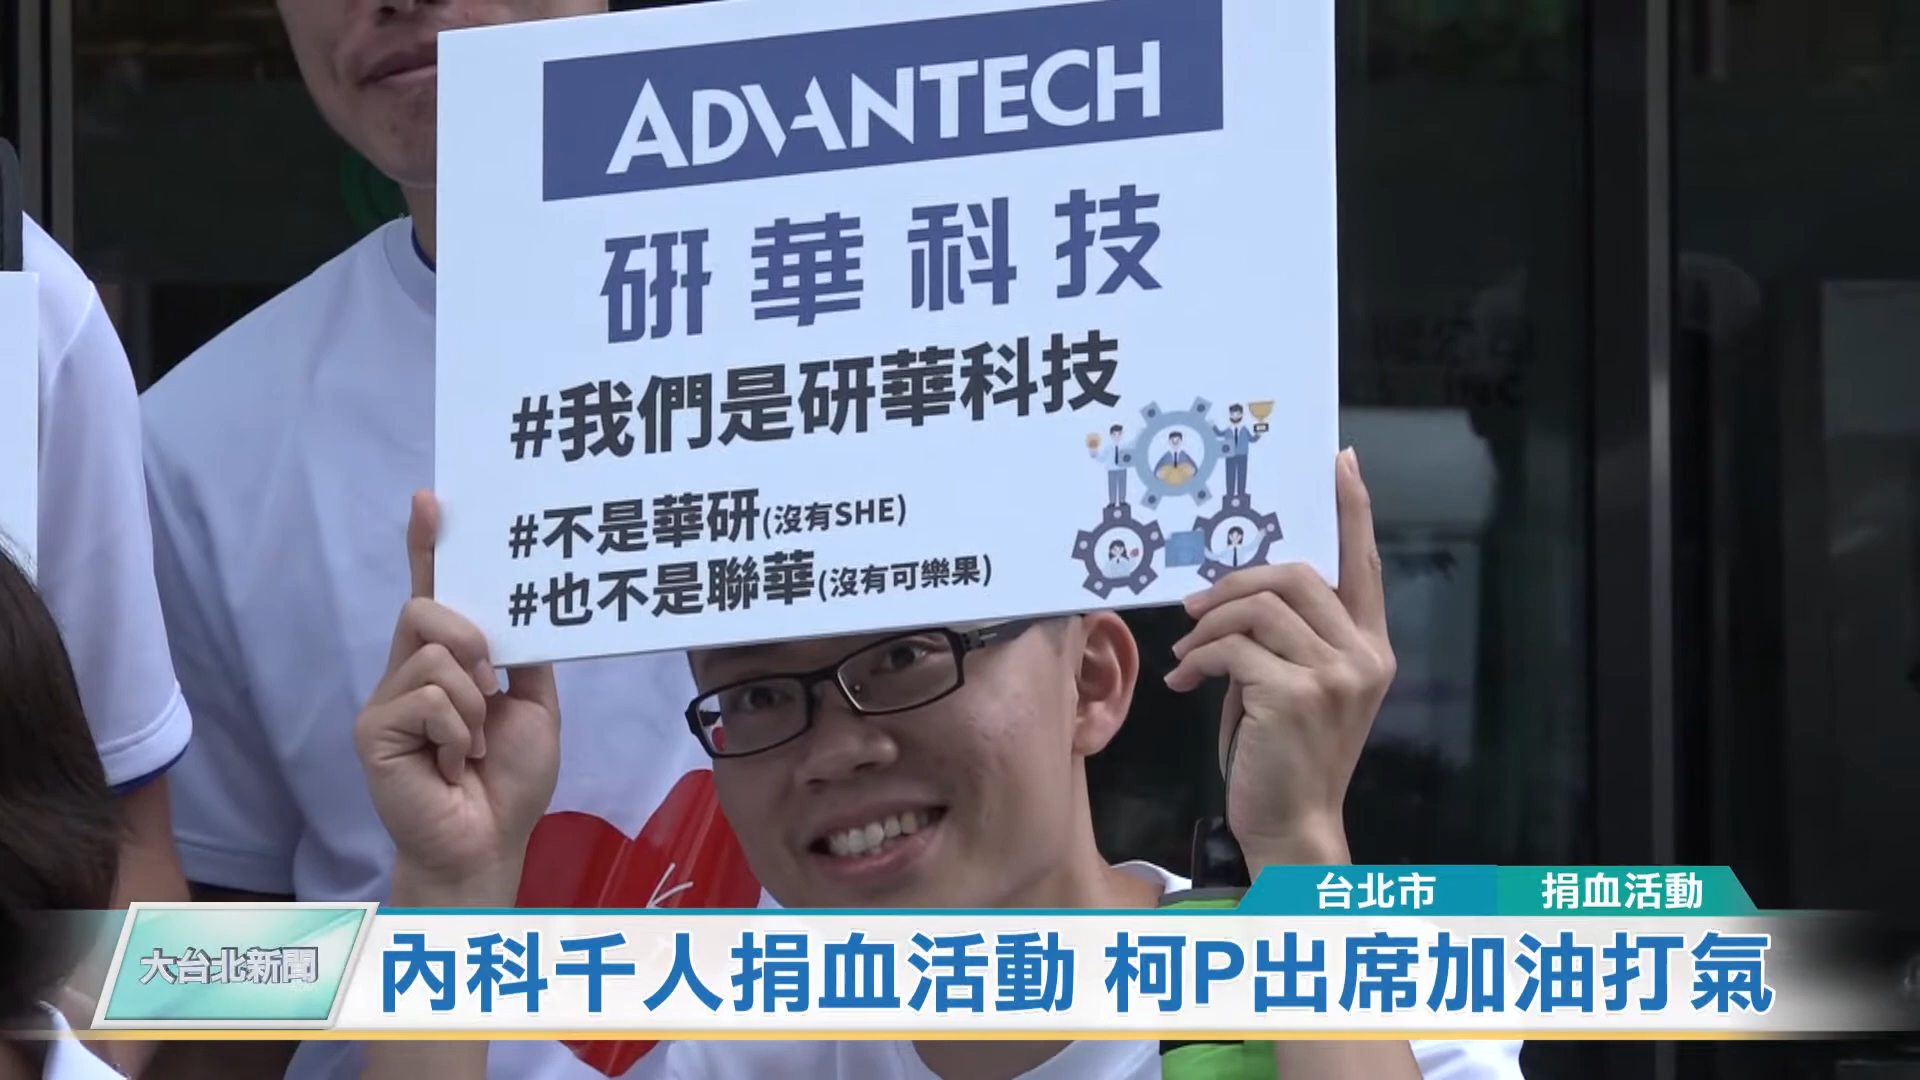 ADVANTECH
研華科技
#我們是研華科技
#不是華研(沒有SHE)
#也不是聯華(沒有可樂果)
台北市 捐血活動
大台北新聞
內科千人捐血活動 柯P出席加油打氣